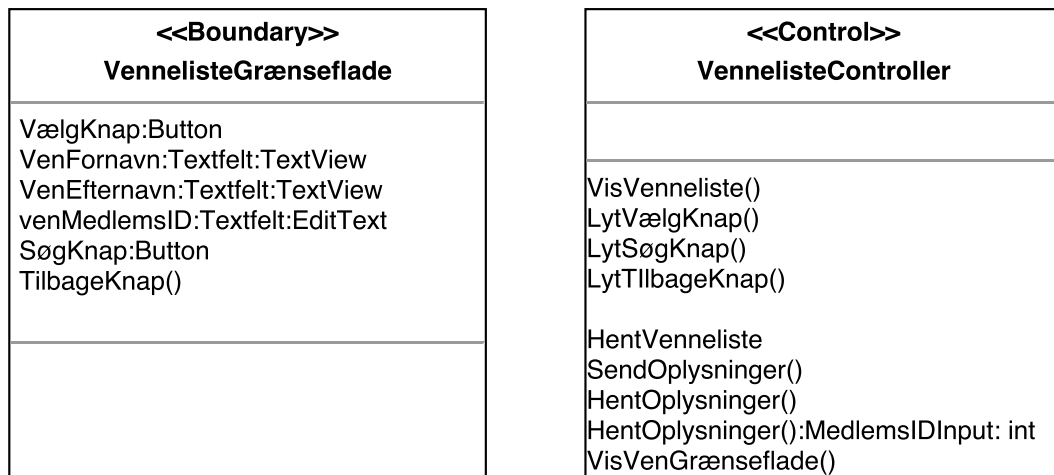 <<Boundary>>
VennelisteGrænseflade
VælgKnap:Button
VenFornavn:Textfelt:TextView
VenEfternavn:Textfelt:TextView
venMedlemsID:Textfelt:EditText
SøgKnap:Button
TilbageKnap()
<<Control>>
VennelisteController
VisVenneliste()
LytVælgKnap()
LytSøgKnap()
LytTIlbageKnap()
HentVenneliste
SendOplysninger()
HentOplysninger()
HentOplysninger():MedlemsIDInput: int
VisVenGrænseflade()